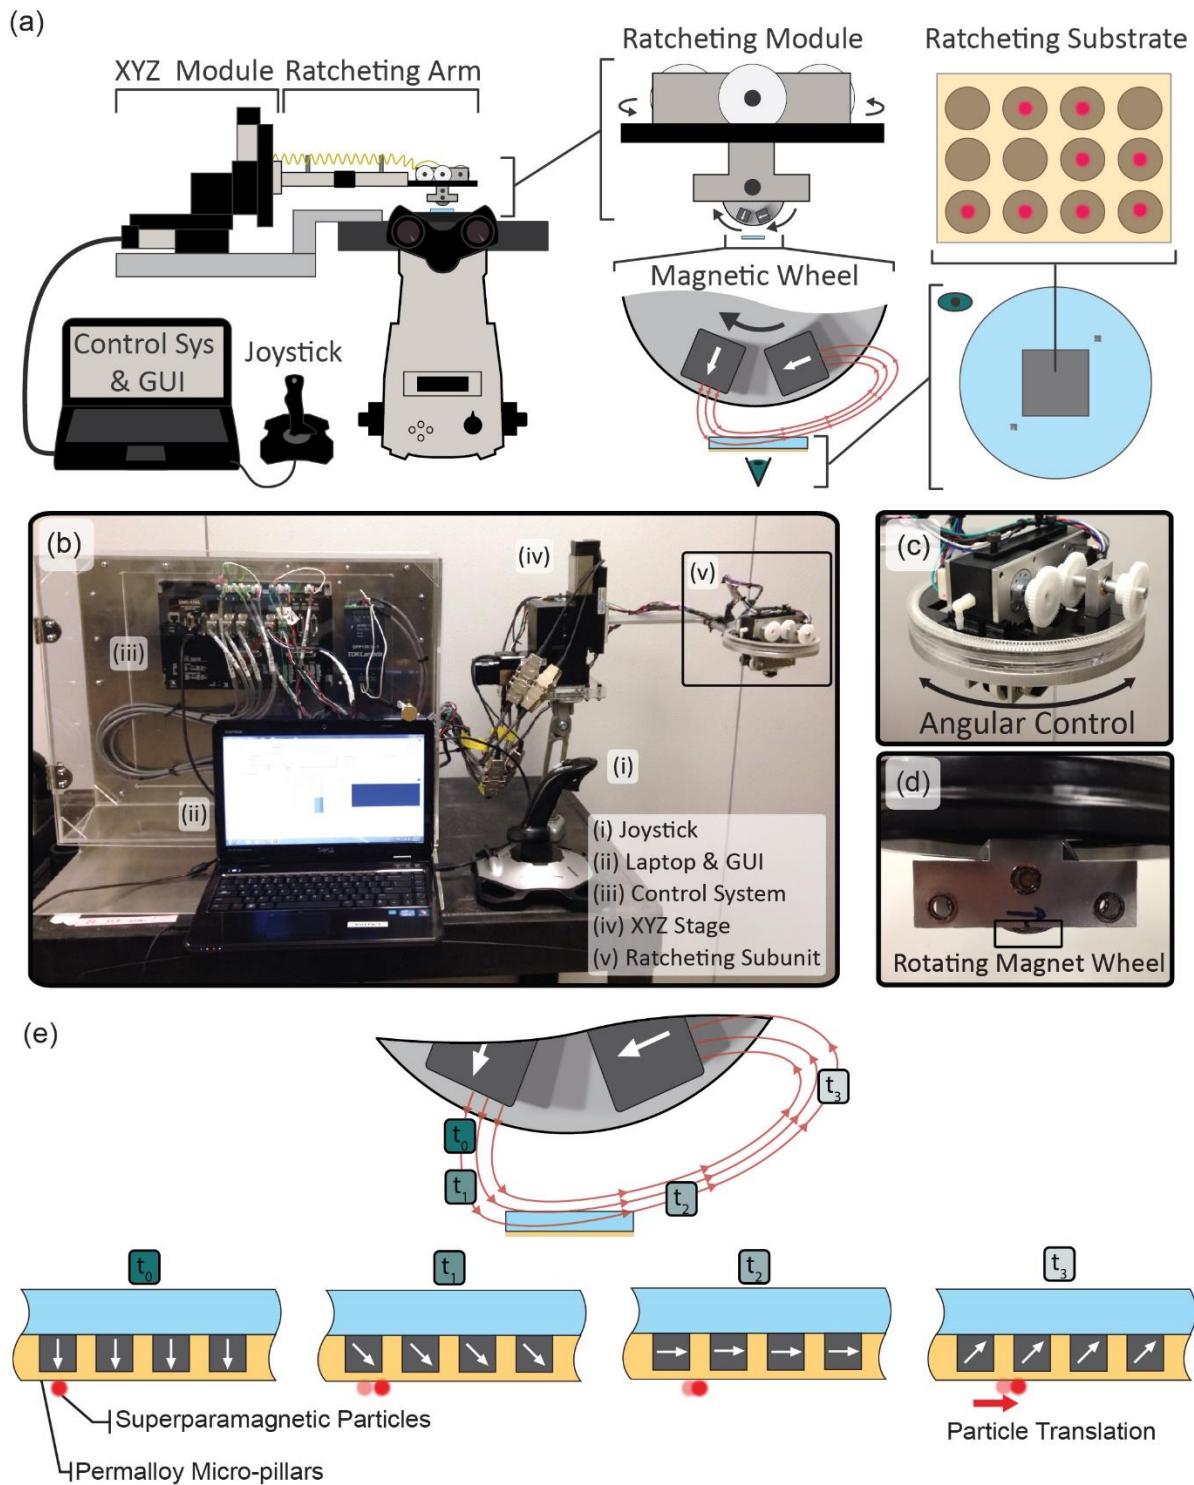 (a)
XYZ Module
Ratcheting Arm
Ratcheting Module
Ratcheting Substrate
Control Sys
& GUI
Joystick
Magnetic Wheel
(b)
(iv)
(v)
(iii)
(ii)
(i)
(i) Joystick
(ii) Laptop & GUI
(iii) Control System
(iv) XYZ Stage
(v) Ratcheting Subunit
(c)
Angular Control
(d)
Rotating Magnet Wheel
(e)
t0
t1
t2
t3
t0
t1
t2
t3
Superparamagnetic Particles
Permalloy Micro-pillars
Particle Translation